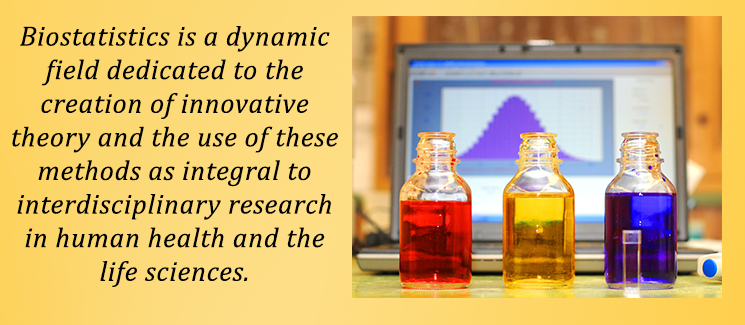 Biostatistics is a dynamic
field dedicated to the
creation of innovative
theory and the use of these
methods as integral to
interdisciplinary research
in human health and the
life sciences.